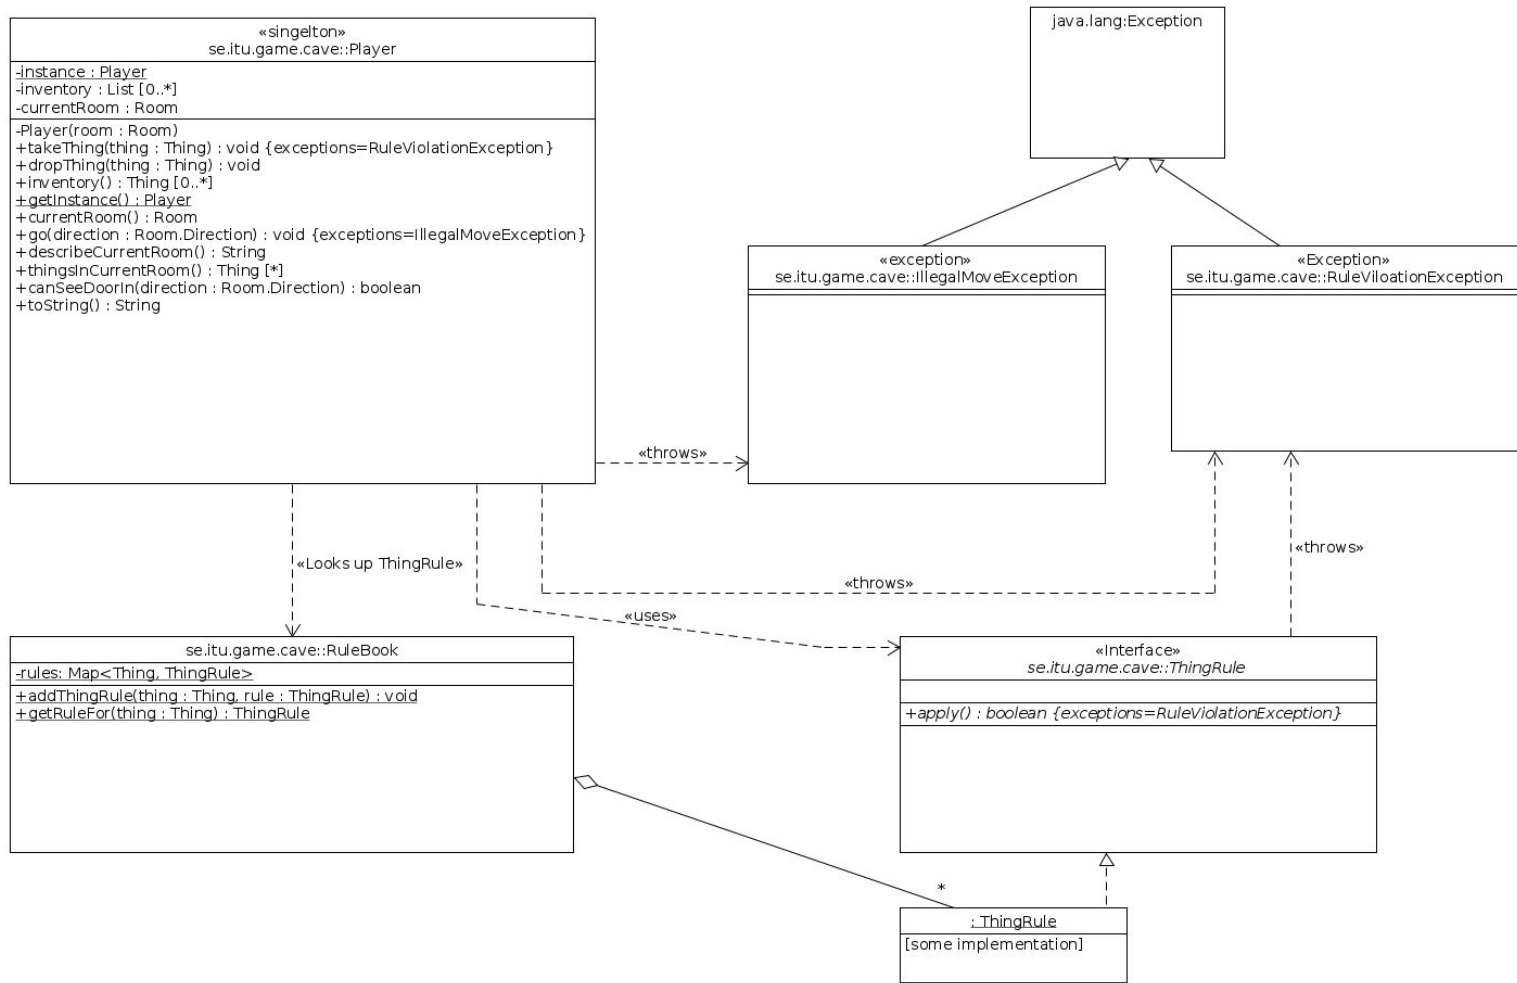 «singelton»
se.itu.game.cave::Player
-instance : Player
-inventory : List [0..*]
-currentRoom : Room
-Player(room : Room)
+takeThing(thing : Thing) : void {exceptions=RuleViolationException}
+dropThing(thing : Thing) : void
+inventory() : Thing [0..*]
+getInstance() : Player
+currentRoom() : Room
+go(direction : Room.Direction) : void {exceptions=IllegalMoveException}
+describeCurrentRoom() : String
+thingsInCurrentRoom() : Thing [*]
+canSeeDoorIn(direction : Room.Direction) : boolean
+toString() : String
java.lang:Exception
«exception»
se.itu.game.cave::IllegalMoveException
«Exception»
se.itu.game.cave::RuleViloationException
«throws»
«Looks up ThingRule»
«throws»
«throws»
«uses»
se.itu.game.cave::RuleBook
-rules: Map<Thing, ThingRule>
+addThingRule(thing : Thing, rule : ThingRule) : void
+getRuleFor(thing : Thing) : ThingRule
«Interface»
se.itu.game.cave::ThingRule
+apply() : boolean {exceptions=RuleViolationException}
*
: ThingRule
[some implementation]